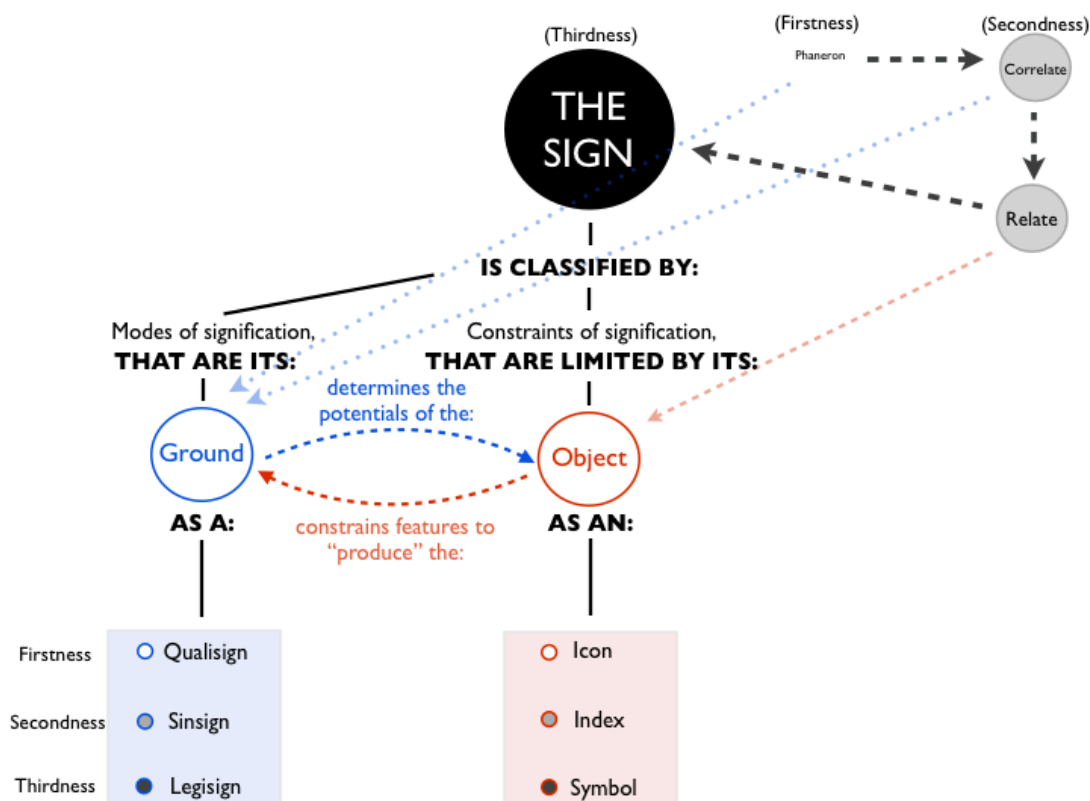 (Thirdness)
(Firstness)
(Secondness)
Phaneron
Correlate
THE
SIGN
Relate
IS CLASSIFIED BY:
Modes of signification,
THAT ARE ITS:
Constraints of signification,
THAT ARE LIMITED BY ITS:
determines the
potentials of the:
Ground
Object
constrains features to
“produce” the:
AS A:
AS AN:
Firstness
Qualisign
Icon
Secondness
Sinsign
Index
Thirdness
Legisign
Symbol